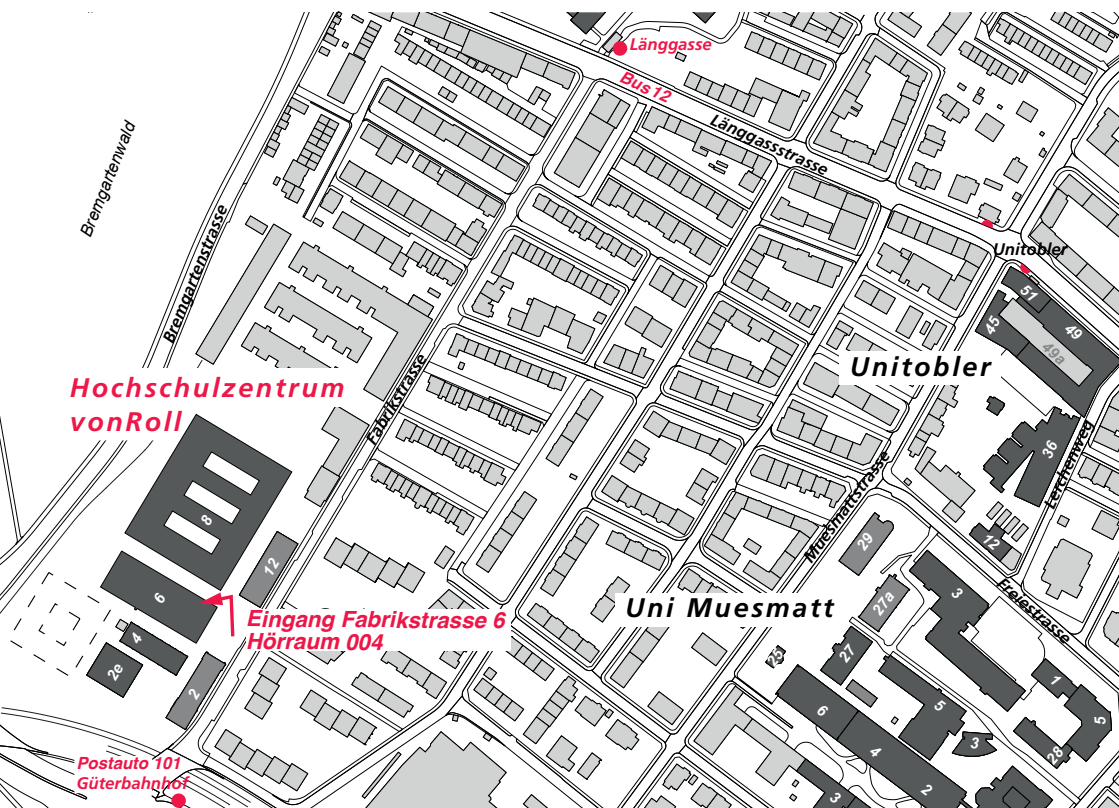 Länggasse
Bus 12
Länggassstrasse
Bremgartenwald
Bremgartenstrasse
Unitobler
51
45
49
49a
Unitobler
Hochschulzentrum
vonRoll
Fabrikstrasse
36
Lerchenweg
8
Muesmattstrasse
29
12
12
6
27a
3
Freiestrasse
Eingang Fabrikstrasse 6
Hörraum 004
Uni Muesmatt
4
2e
2
25
27
1
5
6
5
3
28
4
2
3
Postauto 101
Güterbahnhof